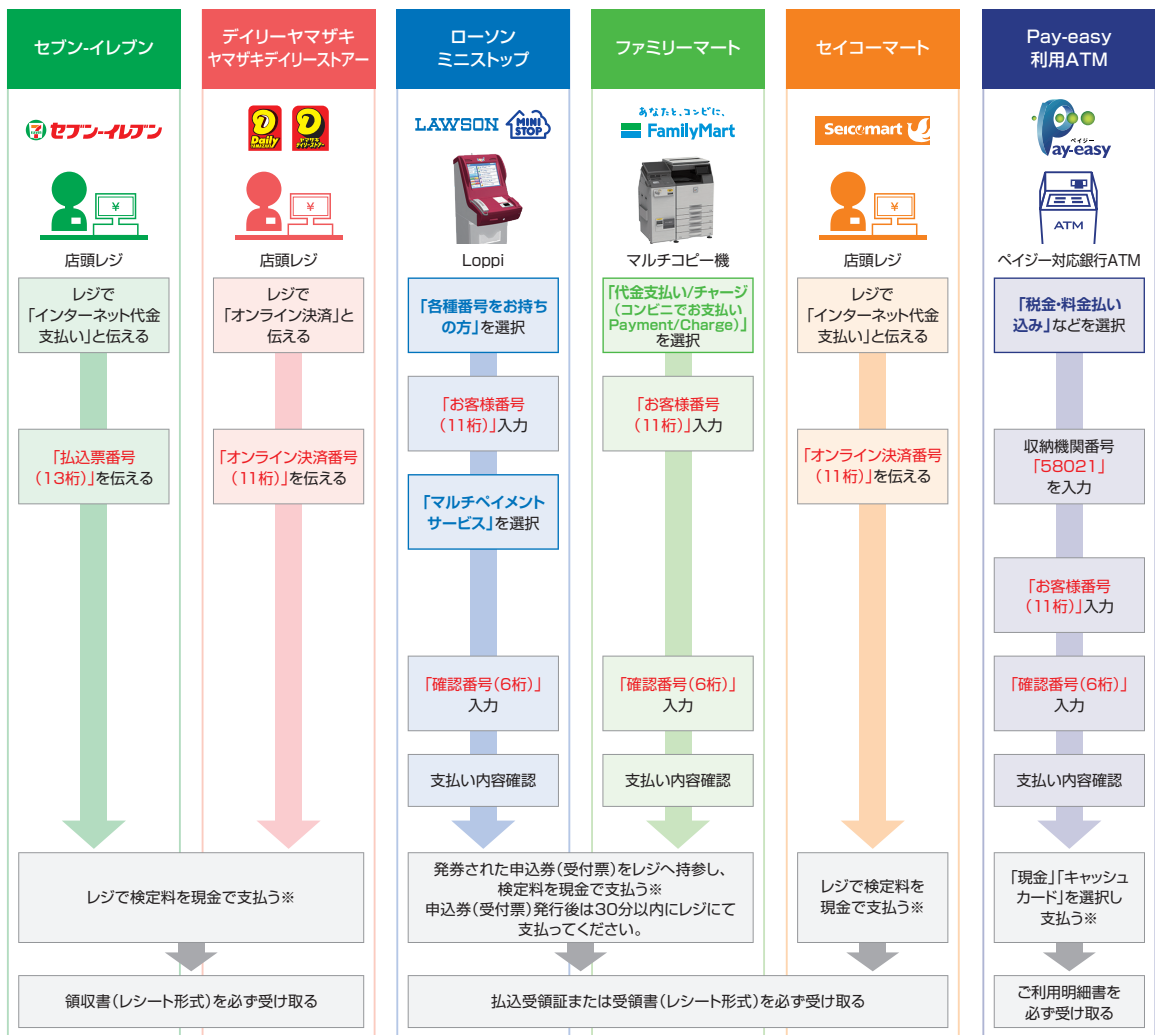 セブン-イレブン
セブン-イレブン
¥
店頭レジ
レジで
「インターネット代金
支払い」と伝える
「払込票番号
(13桁)」を伝える
デイリーヤマザキ
ヤマザキデイリーストアー
Daily
YAMAZAKI
ヤマザキ
デイリーストアー
¥
店頭レジ
レジで
「オンライン決済」と
伝える
「オンライン決済番号
(11桁)」を伝える
レジで検定料を現金で支払う※
領収書(レシート形式)を必ず受け取る
ローソン
ミニストップ
LAWSON
MINI
STOP
Loppi
「各種番号をお持ち
の方」を選択
「お客様番号
(11桁)」入力
「マルチペイメント
サービス」を選択
「確認番号(6桁)」
入力
支払い内容確認
ファミリーマート
あなたと、コンビに、
FamilyMart
マルチコピー機
「代金支払い/チャージ
(コンビニでお支払い
Payment/Charge)」
を選択
「お客様番号
(11桁)」入力
「確認番号(6桁)」
入力
支払い内容確認
発券された申込券(受付票)をレジへ持参し、
検定料を現金で支払う※
申込券(受付票)発行後は30分以内にレジにて
支払ってください。
セイコーマート
Seicomart
¥
店頭レジ
レジで
「インターネット代金
支払い」と伝える
「オンライン決済番号
(11桁)」を伝える
レジで検定料を
現金で支払う※
払込受領証または受領書(レシート形式)を必ず受け取る
Pay-easy
利用ATM
ペイジー
Pay-easy
ATM
ペイジー対応銀行ATM
「税金・料金払い
込み」などを選択
収納機関番号
「58021」
を入力
「お客様番号
(11桁)」入力
「確認番号(6桁)」
入力
支払い内容確認
「現金」「キャッシュ
カード」を選択し
支払う※
ご利用明細書を
必ず受け取る